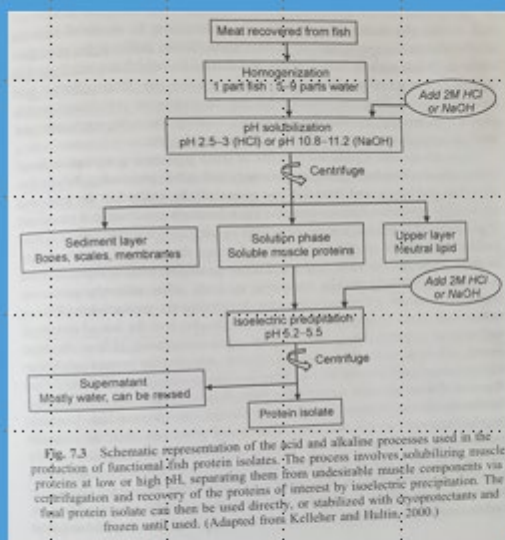 Meat recovered from fish
Homogenization
1 part fish : 5–9 parts water
Add 2M HCl
or NaOH
pH solubilization
pH 2.5–3 (HCl) or pH 10.8–11.2 (NaOH)
Centrifuge
Sediment layer
Bones, scales, membranes
Solution phase
Soluble muscle proteins
Upper layer
Neutral lipid
Add 2M HCl
or NaOH
Isoelectric precipitation
pH 5.2–5.5
Centrifuge
Supernatant
Mostly water, can be reused
Protein isolate
Fig. 7.3 Schematic representation of the acid and alkaline processes used in the
production of functional fish protein isolates. The process involves solubilizing muscle
proteins at low or high pH, separating them from undesirable muscle components via
centrifugation and recovery of the proteins of interest by isoelectric precipitation. The
final protein isolate can then be used directly, or stabilized with cryoprotectants and
frozen until used. (Adapted from Kelleher and Hultin, 2000.)